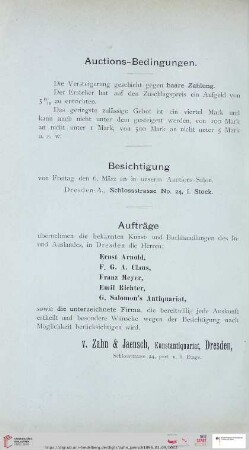 Auctions-Bedingungen.
Die Versteigerung geschieht gegen baare Zahlung.
Der Ersteher hat auf den Zuschlagspreis ein Aufgeld von
5 % zu entrichten.
Das geringste zulässige Gebot ist ein viertel Mark und
kann auch nicht unter dem gesteigert werden, von 100 Mark
an nicht unter 1 Mark, von 500 Mark an nicht unter 5 Mark
u. s. w.
Besichtigung
von Freitag den 6. März an in unserm Auctions-Salon
Dresden A., Schlossstrasse No. 24, I. Stock.
Aufträge
übernehmen die bekannten Kunst- und Buchhandlungen des In-
und Auslandes, in Dresden die Herren:
Ernst Arnold,
F. G. A. Claus,
Franz Meyer,
Emil Richter,
G. Salomon's Antiquariat,
sowie die unterzeichnete Firma, die bereitwillig jede Auskunft
ertheilt und besondere Wünsche wegen der Besichtigung nach
Möglichkeit berücksichtigen wird.
v. Zahn & Jaensch, Kunstantiquariat, Dresden,
Schlossstrasse 24, part. u. I. Etage.